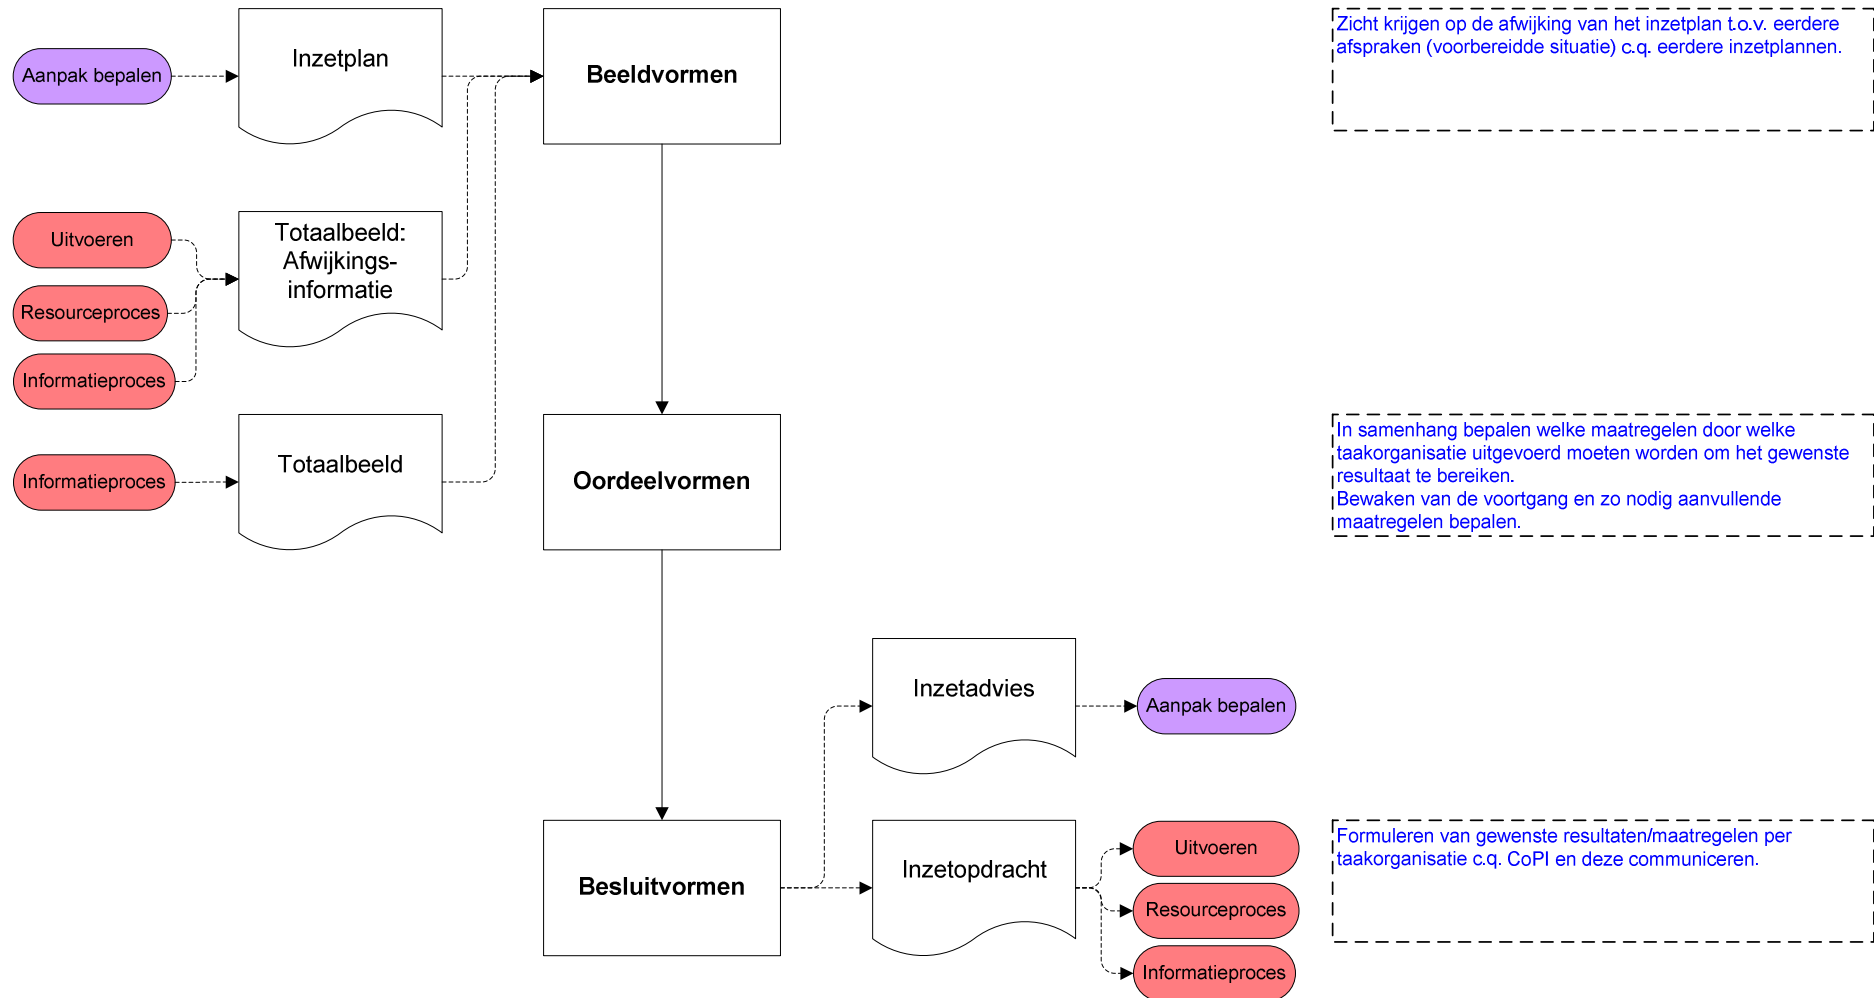 Aanpak bepalen
Inzetplan
Beeldvormen
Zicht krijgen op de afwijking van het inzetplan t.o.v. eerdere
afspraken (voorbereidde situatie) c.q. eerdere inzetplannen.
Uitvoeren
Resourceproces
Informatieproces
Totaalbeeld:
Afwijkings-
informatie
Informatieproces
Totaalbeeld
Oordeelvormen
In samenhang bepalen welke maatregelen door welke
taakorganisatie uitgevoerd moeten worden om het gewenste
resultaat te bereiken.
Bewaken van de voortgang en zo nodig aanvullende
maatregelen bepalen.
Inzetadvies
Aanpak bepalen
Besluitvormen
Inzetopdracht
Uitvoeren
Resourceproces
Informatieproces
Formuleren van gewenste resultaten/maatregelen per
taakorganisatie c.q. CoPI en deze communiceren.